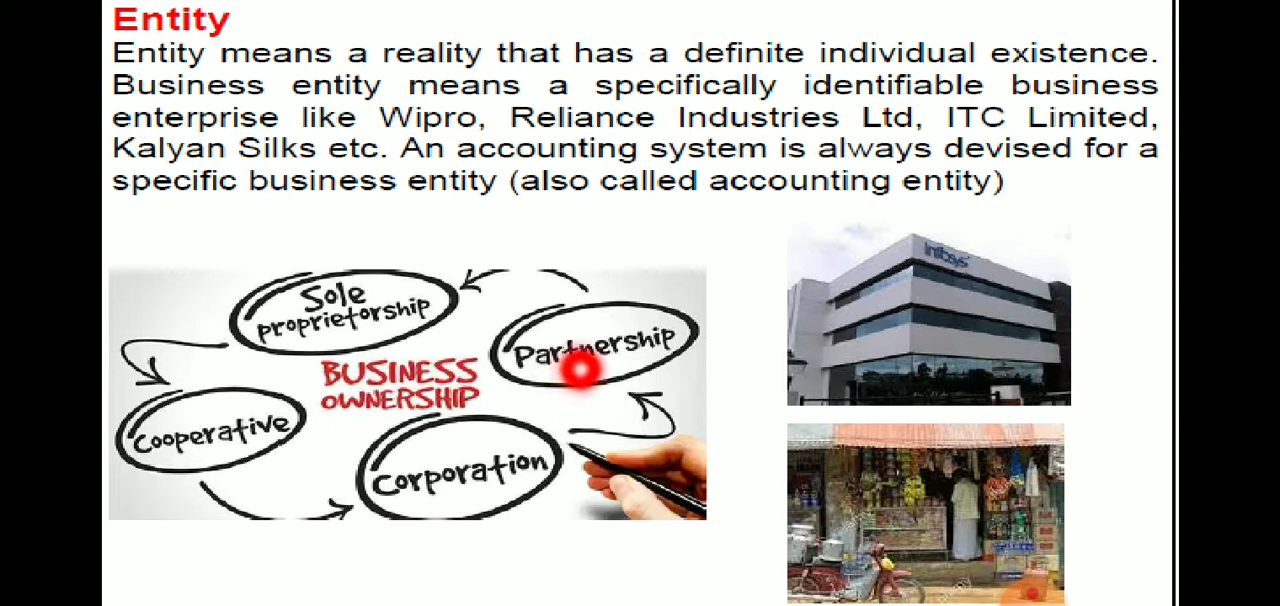 Entity
Entity means a reality that has a definite individual existence.
Business entity means a specifically identifiable business
enterprise like Wipro, Reliance Industries Ltd, ITC Limited,
Kalyan Silks etc. An accounting system is always devised for a
specific business entity (also called accounting entity)
Sole
proprietorship
Partnership
BUSINESS
OWNERSHIP
Cooperative
Corporation
Infosys